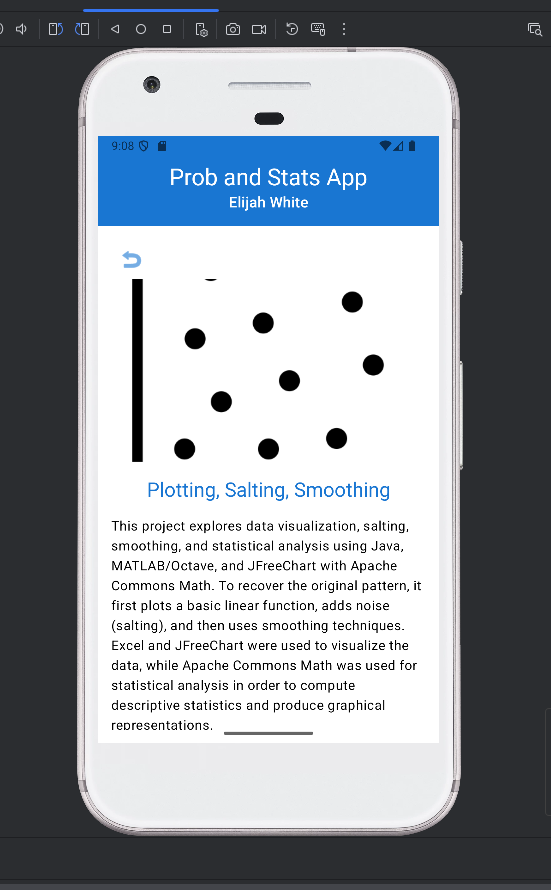 9:08
Prob and Stats App
Elijah White
Plotting, Salting, Smoothing
This project explores data visualization, salting,
smoothing, and statistical analysis using Java,
MATLAB/Octave, and JFreeChart with Apache
Commons Math. To recover the original pattern, it
first plots a basic linear function, adds noise
(salting), and then uses smoothing techniques.
Excel and JFreeChart were used to visualize the
data, while Apache Commons Math was used for
statistical analysis in order to compute
descriptive statistics and produce graphical
representations.